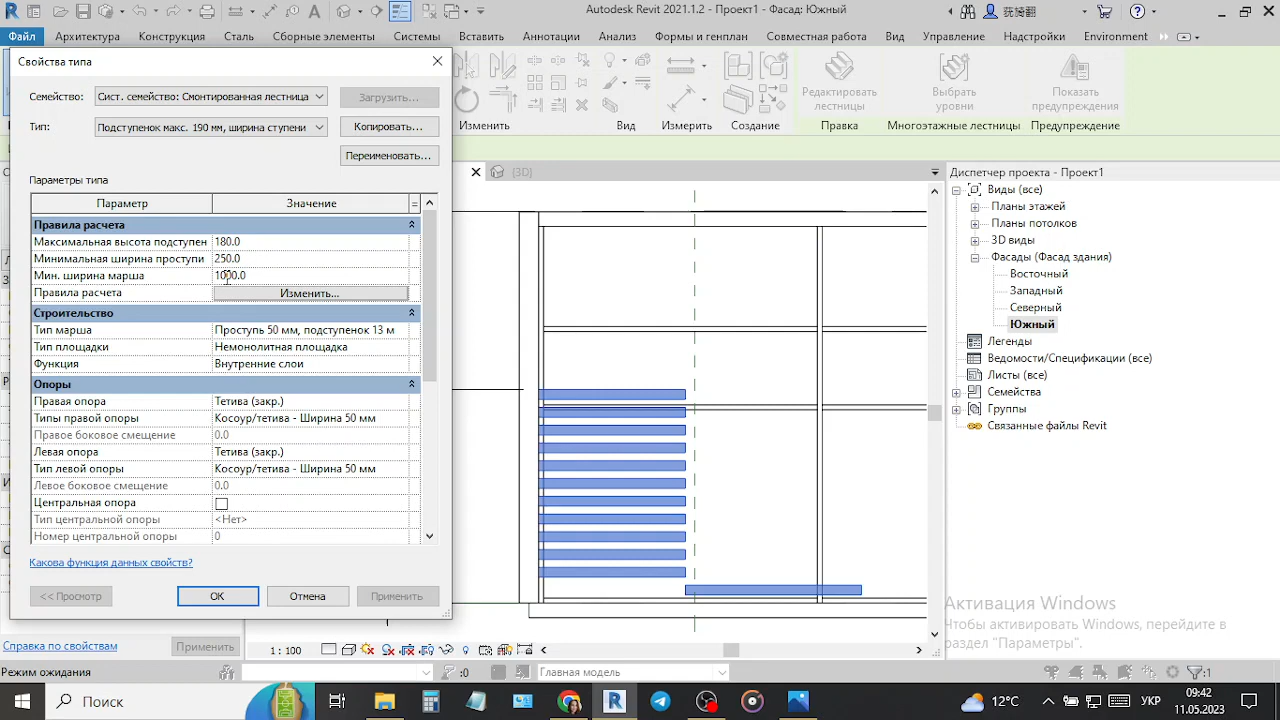 Autodesk Revit 2021.1.2 - Проект1 - Фасад: Южный
Файл
Архитектура
Конструкция
Сталь
Сборные элементы
Системы
Вставить
Аннотации
Анализ
Формы и генплан
Совместная работа
Вид
Управление
Надстройки
Environment
Свойства типа
Семейство:
Сист. семейство: Смонтированная лестница
Загрузить...
Тип:
Подступенок макс. 190 мм, ширина ступени
Копировать...
Переименовать...
Параметры типа
Параметр
Значение
=
Правила расчета
Максимальная высота подступен
180.0
Минимальная ширина проступи
250.0
Мин. ширина марша
1000.0
Правила расчета
Изменить...
Строительство
Тип марша
Проступь 50 мм, подступенок 13 м
Тип площадки
Немонолитная площадка
Функция
Внутренние слои
Опоры
Правая опора
Тетива (закр.)
Типы правой опоры
Косоур/тетива - Ширина 50 мм
Правое боковое смещение
0.0
Левая опора
Тетива (закр.)
Тип левой опоры
Косоур/тетива - Ширина 50 мм
Левое боковое смещение
0.0
Центральная опора
Тип центральной опоры
<Нет>
Номер центральной опоры
0
Какова функция данных свойств?
<< Просмотр
ОК
Отмена
Применить
Справка по свойствам
Применить
Изменить
Вид
Измерить
Создание
Редактировать
лестницы
Правка
Выбрать
уровни
Многоэтажные лестницы
Показать
предупреждения
Предупреждение
{3D}
Диспетчер проекта - Проект1
Виды (все)
Планы этажей
Планы потолков
3D виды
Фасады (Фасад здания)
Восточный
Западный
Северный
Южный
Легенды
Ведомости/Спецификации (все)
Листы (все)
Семейства
Группы
Связанные файлы Revit
Активация Windows
Чтобы активировать Windows, перейдите в
раздел "Параметры".
1 : 100
Режим ожидания
:0
Главная модель
:1
Поиск
12°C
УКР
09:42
11.05.2023